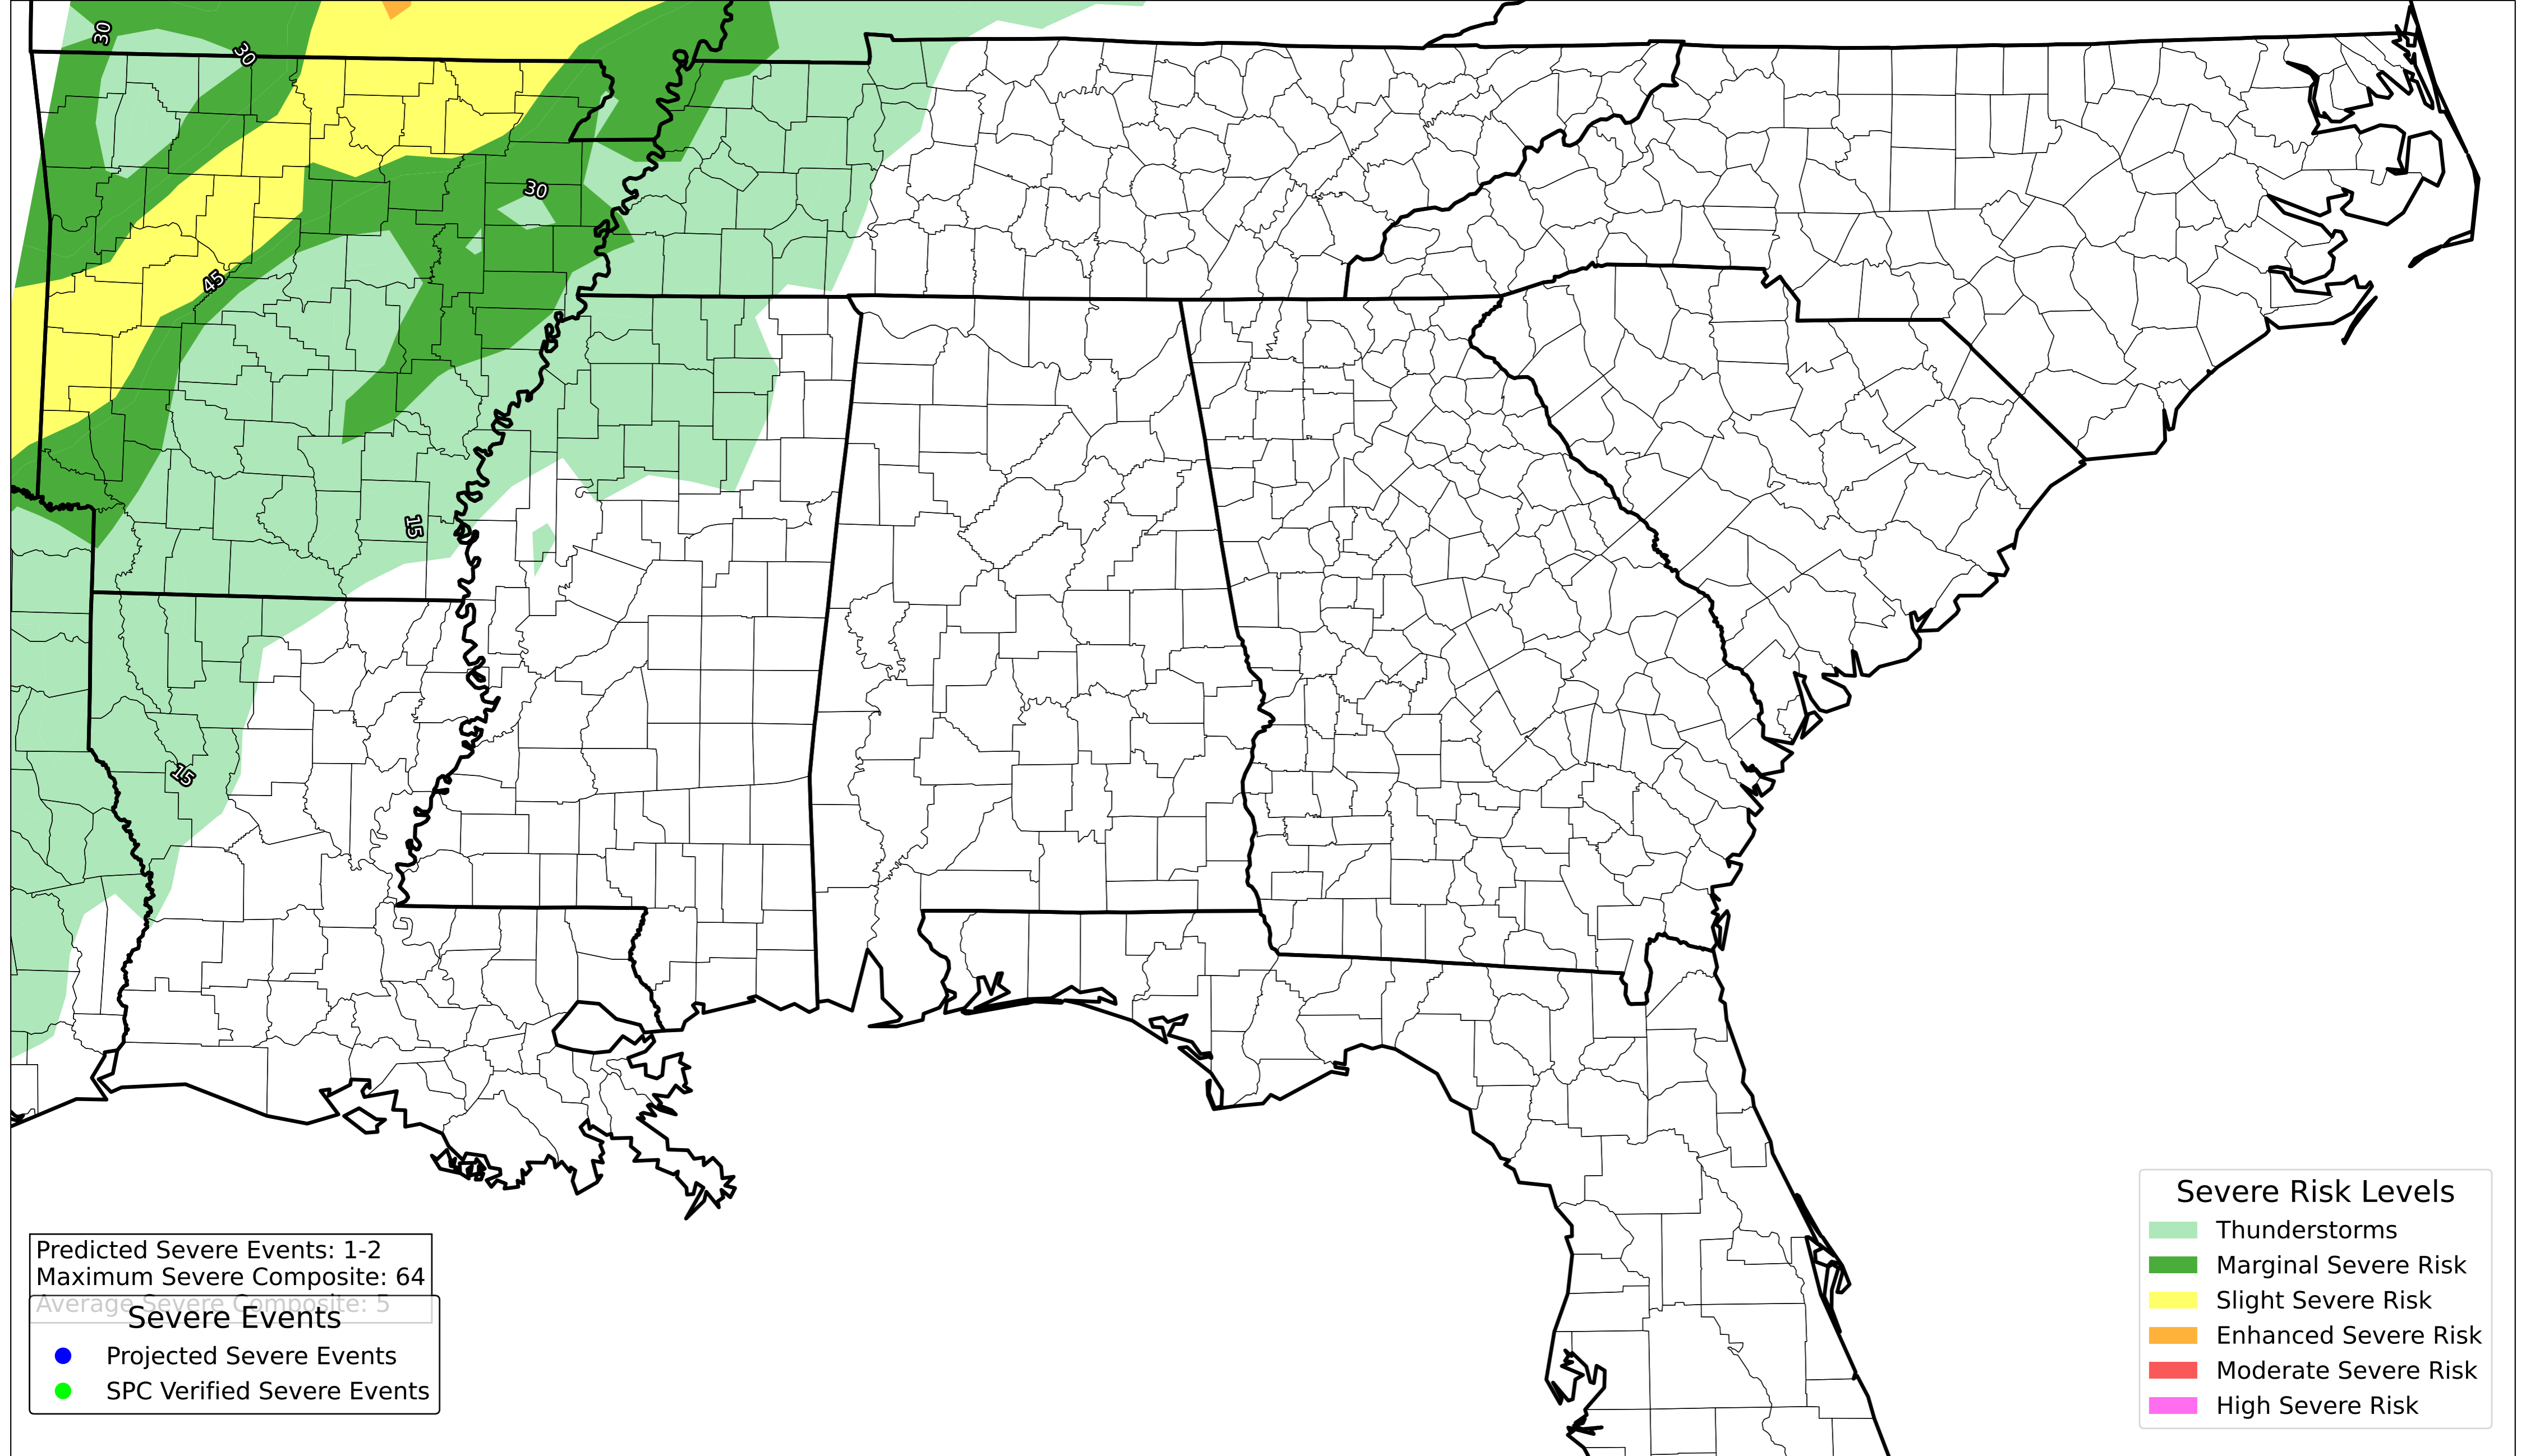 30
30
30
45
15
15
Predicted Severe Events: 1-2
Maximum Severe Composite: 64
Average Severe Composite: 5
Severe Events
Projected Severe Events
SPC Verified Severe Events
Severe Risk Levels
Thunderstorms
Marginal Severe Risk
Slight Severe Risk
Enhanced Severe Risk
Moderate Severe Risk
High Severe Risk